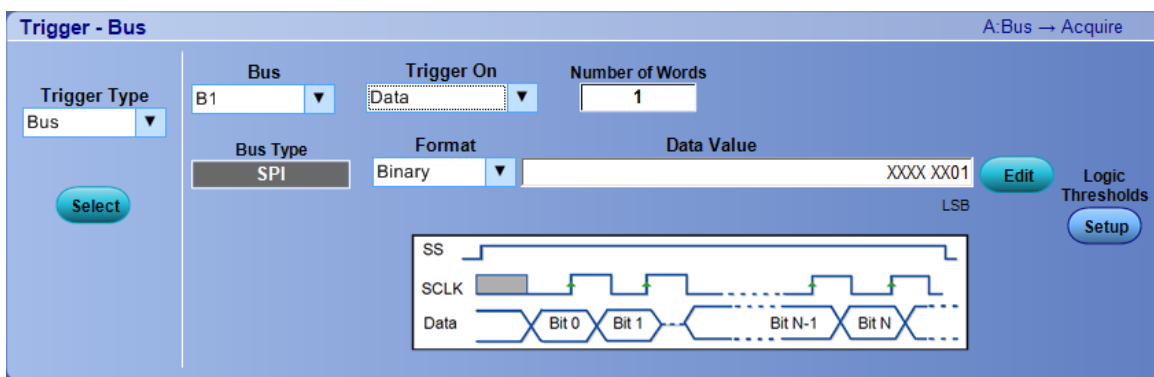 Trigger - Bus
A:Bus → Acquire
Trigger Type
Bus
Select
Bus
B1
Trigger On
Data
Number of Words
1
Bus Type
SPI
Format
Binary
Data Value
XXXX XX01
LSB
Edit
Logic
Thresholds
Setup
SS
SCLK
Data
Bit 0
Bit 1
Bit N-1
Bit N